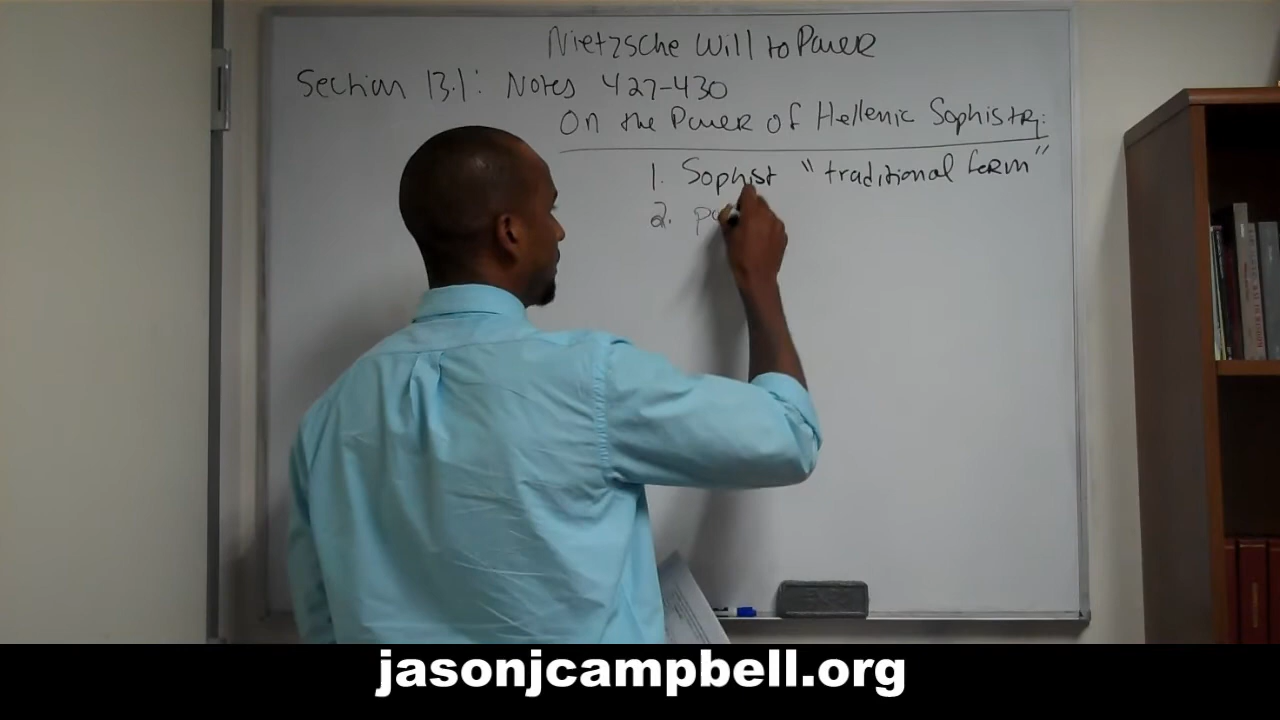 Nietzsche Will to Power
Section 13.1: Notes 427-430
On the Power of Hellenic Sophistry:
1. Sophist "traditional term"
2.
jasonjcampbell.org